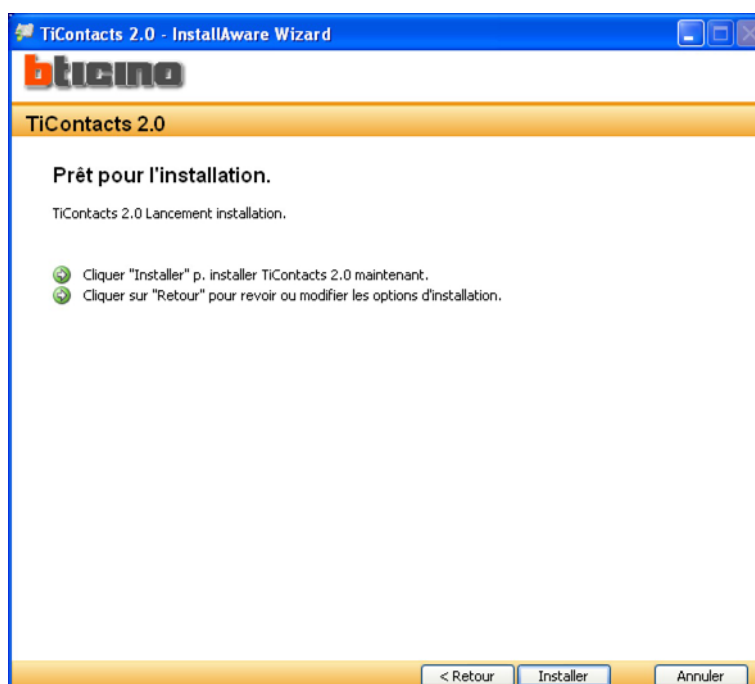 TiContacts 2.0 - InstallAware Wizard
bticino
TiContacts 2.0
Prêt pour l'installation.
TiContacts 2.0 Lancement installation.
Cliquer "Installer" p. installer TiContacts 2.0 maintenant.
Cliquer sur "Retour" pour revoir ou modifier les options d'installation.
< Retour Installer Annuler